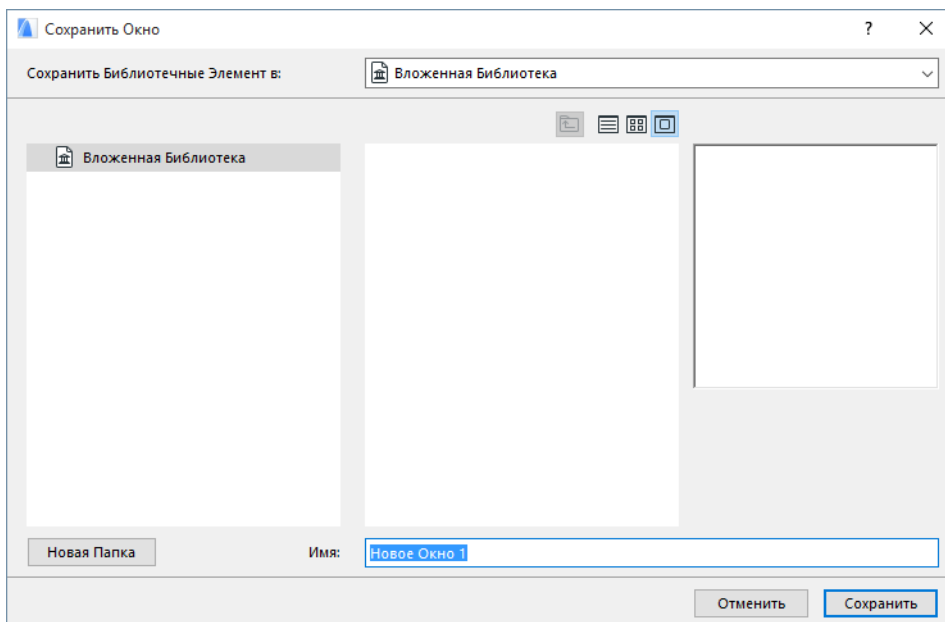 Сохранить Окно
Сохранить Библиотечные Элемент в:
Вложенная Библиотека
Вложенная Библиотека
Новая Папка
Имя:
Новое Окно 1
Отменить
Сохранить